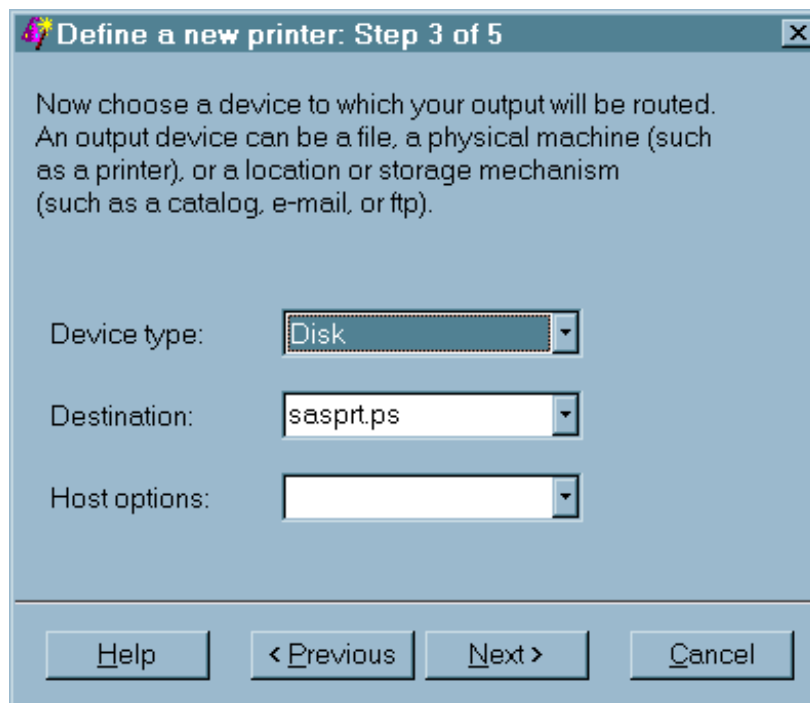 Define a new printer: Step 3 of 5
Now choose a device to which your output will be routed.
An output device can be a file, a physical machine (such
as a printer), or a location or storage mechanism
(such as a catalog, e-mail, or ftp).
Device type: Disk
Destination: sasprt.ps
Host options:
Help < Previous Next > Cancel